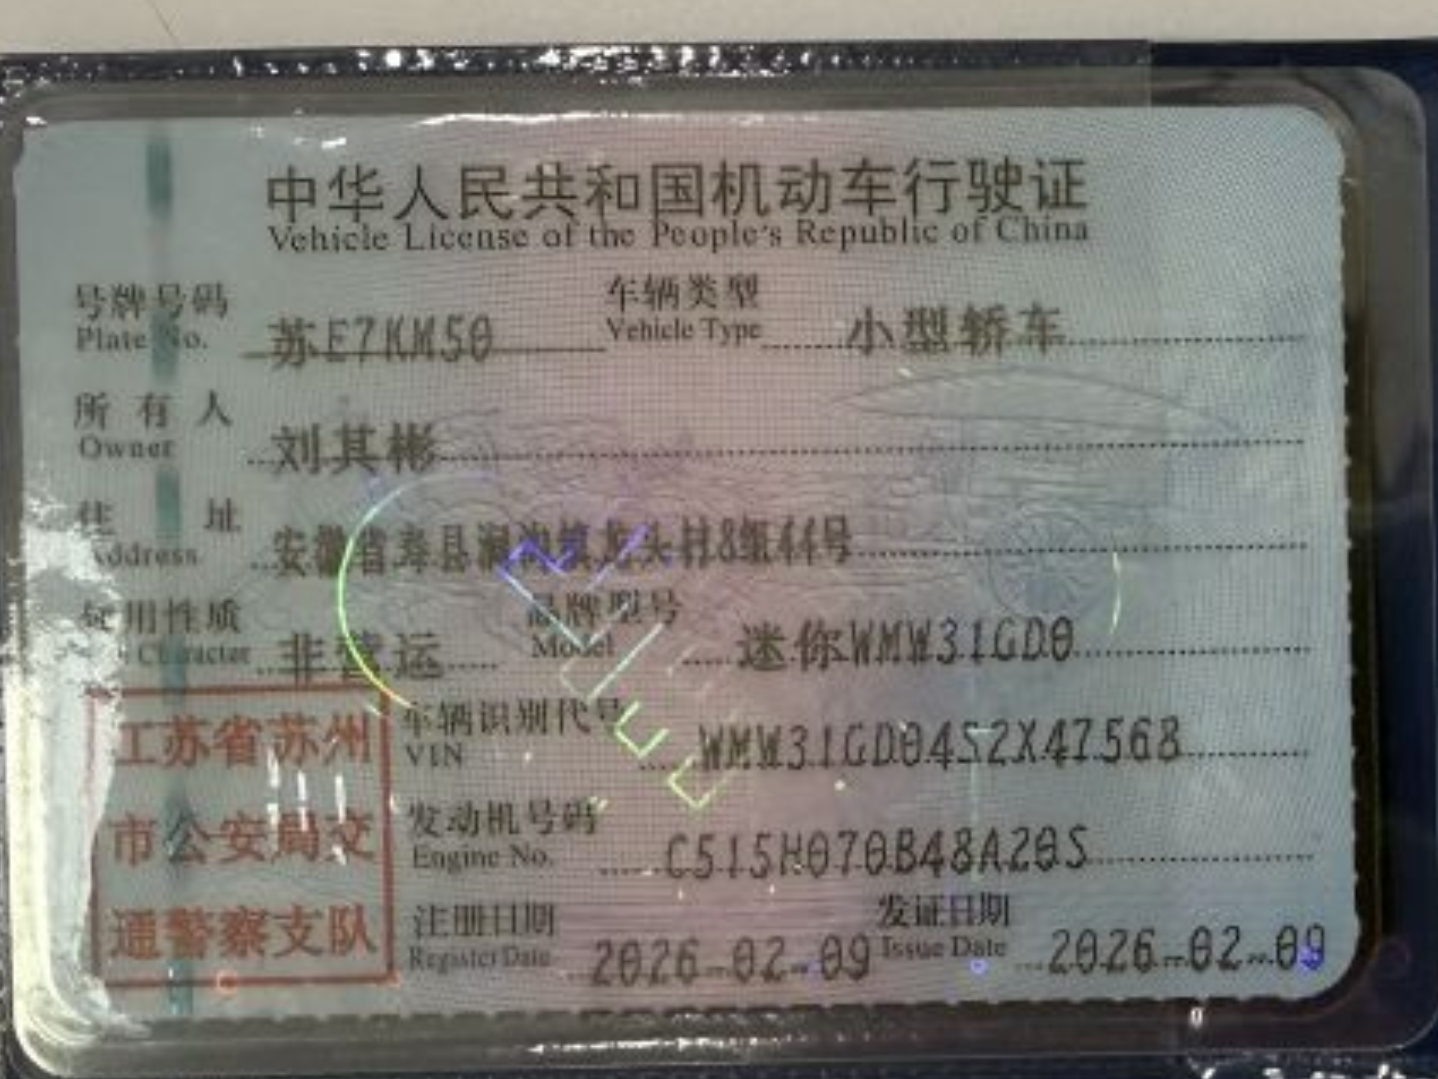 中华人民共和国机动车行驶证
Vehicle License of the People's Republic of China
号牌号码 苏E7KM50 车辆类型 小型轿车
Plate No. Vehicle Type
所有人 刘其彬
Owner
住址 安徽省寿县涧沟镇龙头村8组44号
Address
使用性质 非营运 品牌型号 迷你WMW31GD0
Character Model
车辆识别代号 WMW31GD04S2X47568
VIN
发动机号码 C515H070B48A20S
Engine No.
注册日期 2026-02-09 发证日期 2026-02-09
Register Date Issue Date
江苏省苏州
市公安局交
通警察支队